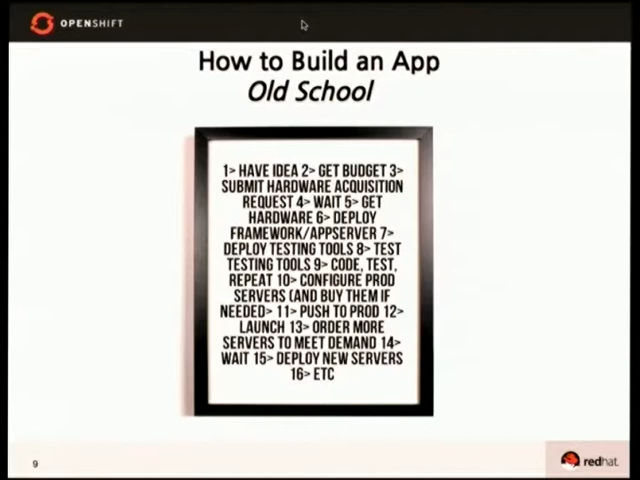 OPENSHIFT
How to Build an App
Old School
1> HAVE IDEA 2> GET BUDGET 3>
SUBMIT HARDWARE ACQUISITION
REQUEST 4> WAIT 5> GET
HARDWARE 6> DEPLOY
FRAMEWORK/APPSERVER 7>
DEPLOY TESTING TOOLS 8> TEST
TESTING TOOLS 9> CODE, TEST,
REPEAT 10> CONFIGURE PROD
SERVERS (AND BUY THEM IF
NEEDED> 11> PUSH TO PROD 12>
LAUNCH 13> ORDER MORE
SERVERS TO MEET DEMAND 14>
WAIT 15> DEPLOY NEW SERVERS
16> ETC
9
redhat.